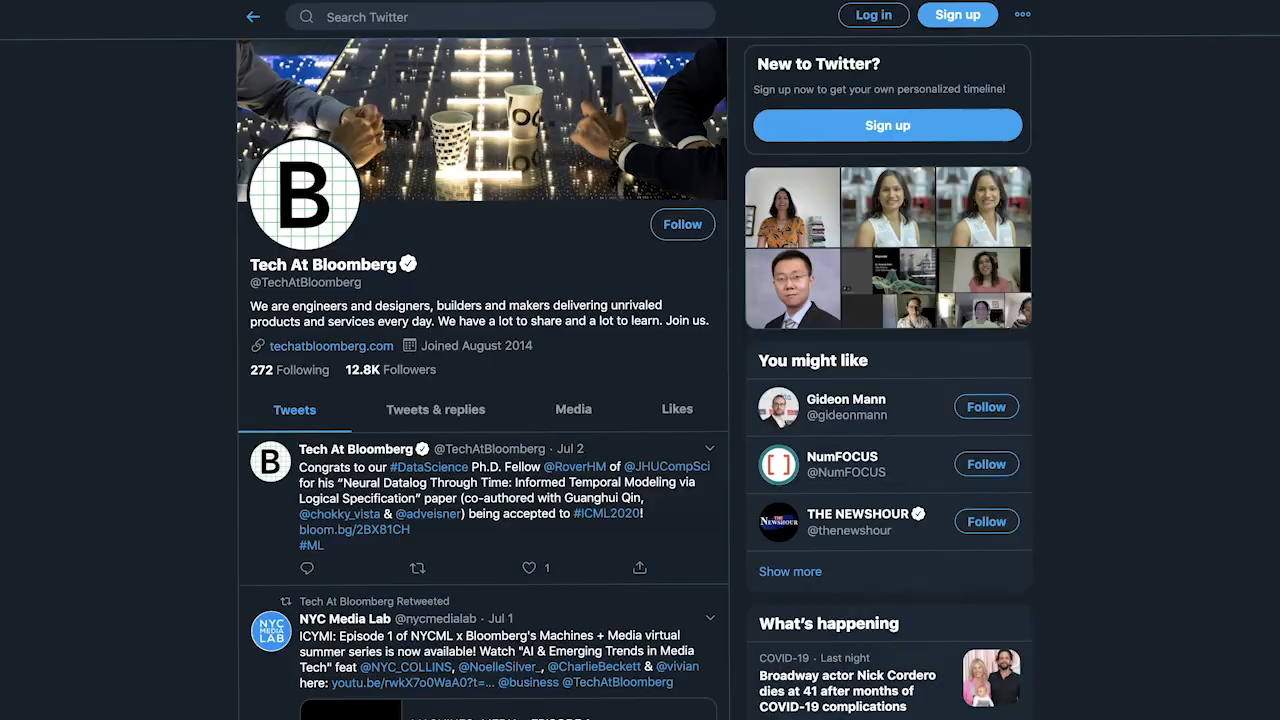 Search Twitter
Log in
Sign up
B
Follow
Tech At Bloomberg
@TechAtBloomberg
We are engineers and designers, builders and makers delivering unrivaled
products and services every day. We have a lot to share and a lot to learn. Join us.
techatbloomberg.com Joined August 2014
272 Following 12.8K Followers
Tweets
Tweets & replies
Media
Likes
B
Tech At Bloomberg @TechAtBloomberg · Jul 2
Congrats to our #DataScience Ph.D. Fellow @RoverHM of @JHUCompSci
for his “Neural Datalog Through Time: Informed Temporal Modeling via
Logical Specification” paper (co-authored with Guanghui Qin,
@chokky_vista & @adveisner) being accepted to #ICML2020!
bloom.bg/2BX81CH
#ML
1
Tech At Bloomberg Retweeted
NYC
MEDIA
LAB
NYC Media Lab @nycmedialab · Jul 1
ICYMI: Episode 1 of NYCML x Bloomberg's Machines + Media virtual
summer series is now available! Watch "AI & Emerging Trends in Media
Tech" feat @NYC_COLLINS, @NoelleSilver_, @CharlieBeckett & @vivian
here: youtu.be/rwkX7o0WaA0?t=... @business @TechAtBloomberg
New to Twitter?
Sign up now to get your own personalized timeline!
Sign up
You might like
Gideon Mann
@gideonmann
Follow
NumFOCUS
@NumFOCUS
Follow
NEWSHOUR
THE NEWSHOUR
@thenewshour
Follow
Show more
What's happening
COVID-19 · Last night
Broadway actor Nick Cordero
dies at 41 after months of
COVID-19 complications